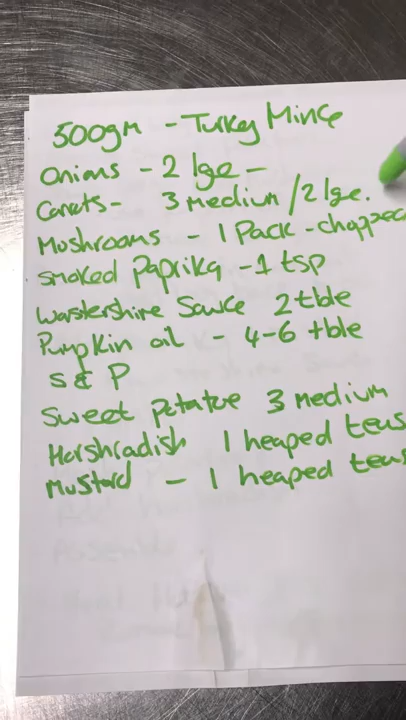 500gm - Turkey Mince
Onions - 2 lge -
Carrots - 3 medium / 2 lge.
Mushrooms - 1 Pack - chopped
Smoked Paprika - 1 tsp
Worstershire Sauce 2 tble
Pumpkin oil - 4-6 tble
S & P
Sweet Potatoe 3 medium
Horshradish 1 heaped teas
Mustard - 1 heaped teas